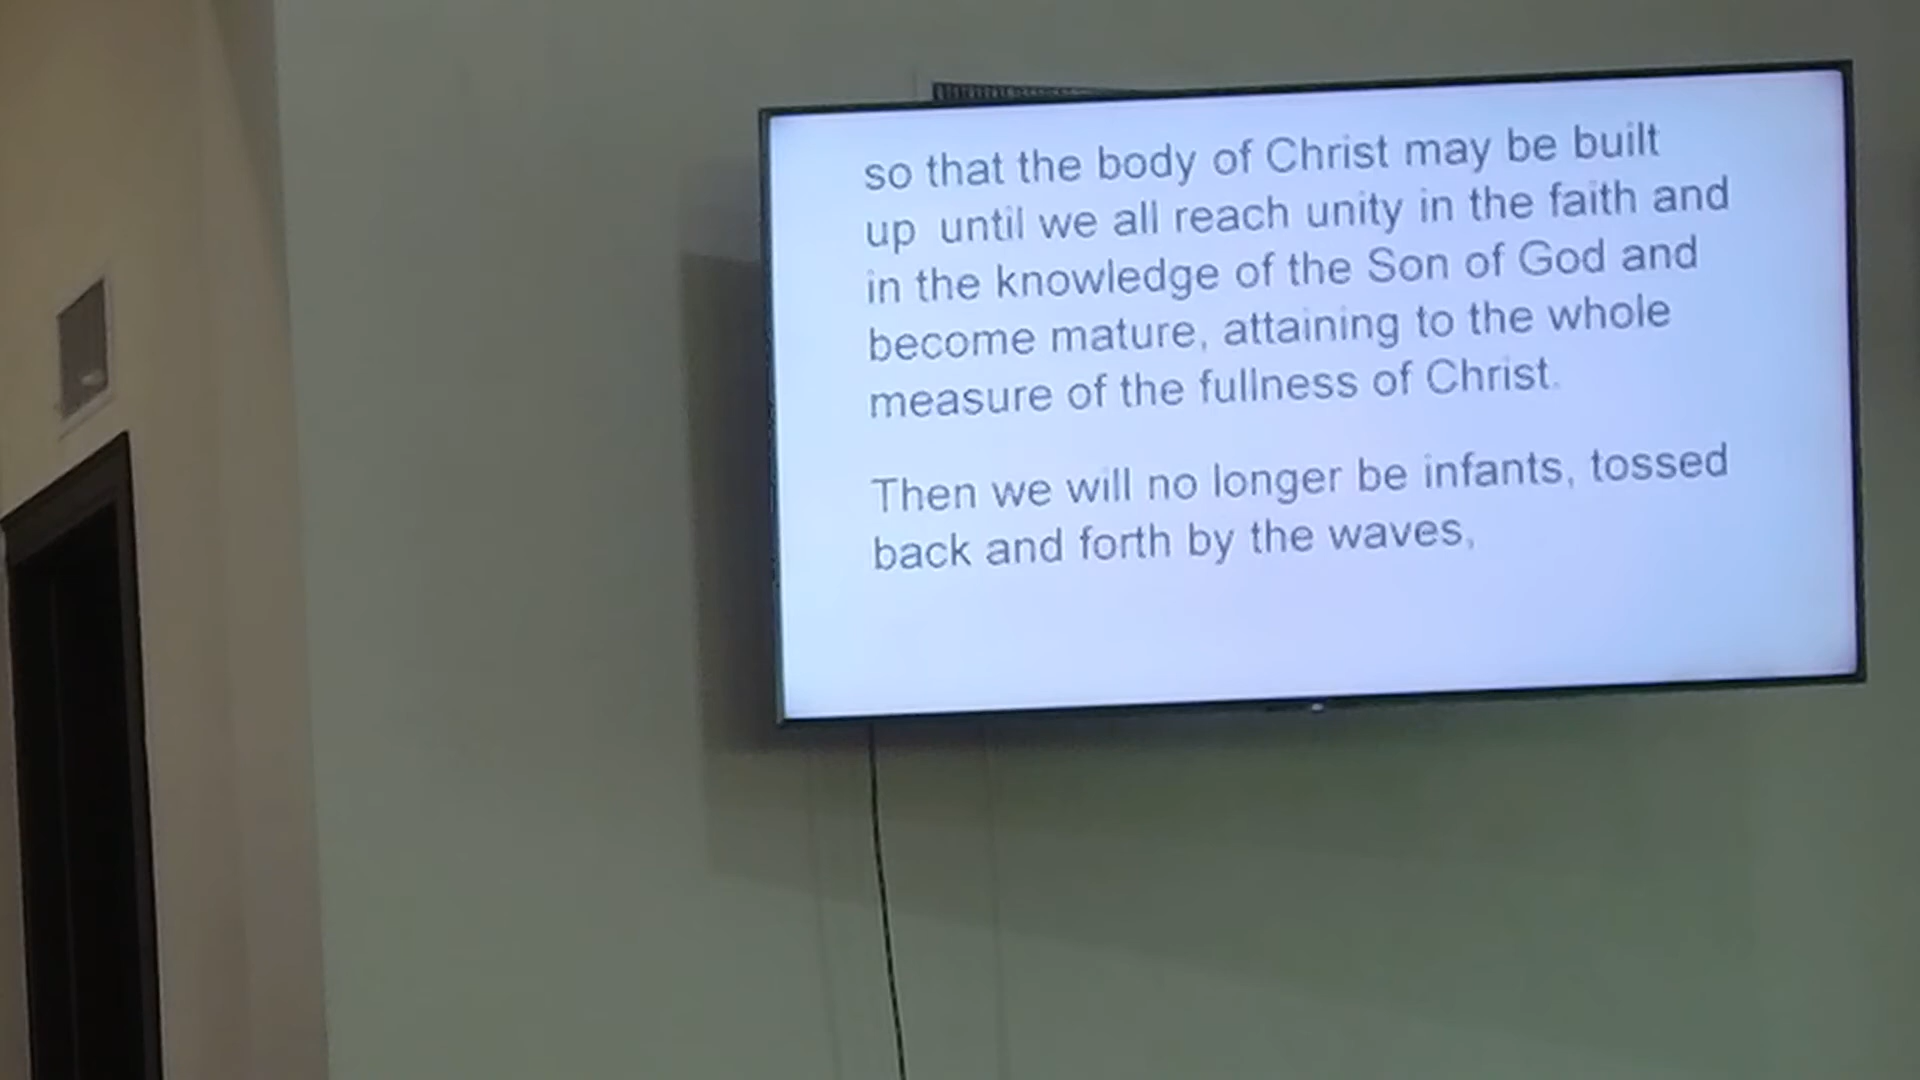 so that the body of Christ may be built
up until we all reach unity in the faith and
in the knowledge of the Son of God and
become mature, attaining to the whole
measure of the fullness of Christ.
Then we will no longer be infants, tossed
back and forth by the waves,